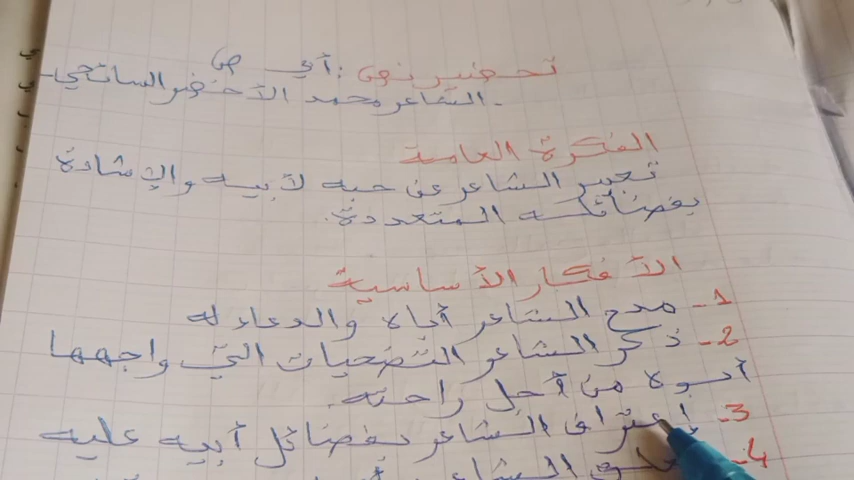 تحضير نص: أبي ص
- الشاعر محمد الأخضر السائحي -
الفكرة العامة
تعبير الشاعر عن حبه لأبيه والإشادة
بفضائله المتعددة.
الأفكار الأساسية
1- مدح الشاعر أباه والدعاء له
2- ذكر الشاعر التضحيات التي واجهها
أبوه من أجل راحته.
3- إعتراف الشاعر بفضائل أبيه عليه
4- الشاعر